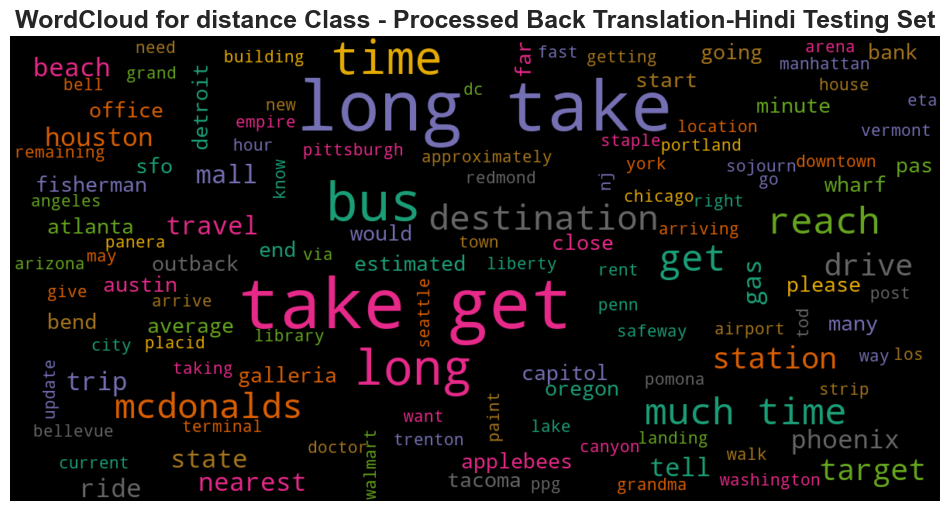 WordCloud for distance Class - Processed Back Translation-Hindi Testing Set
need
building
time
far
fast
getting
going
arena
bank
manhattan
beach
grand
bell
detroit
long take
dc
start
house
office
new
empire
hour
minute
eta
houston
location
vermont
remaining
pittsburgh
staple
portland
sfo
know
approximately
york
sojourn
downtown
pas
fisherman
mall
redmond
nj
go
wharf
angeles
bus
chicago
right
atlanta
travel
destination
reach
panera
would
town
close
arriving
arizona
may
outback
end
via
estimated
liberty
rent
get
gas
drive
give
austin
arrive
take get
seattle
penn
please
post
bend
average
library
safeway
airport
tod
many
city
placid
long
station
way
los
update
trip
taking
galleria
capitol
oregon
pomona
strip
mcdonalds
want
paint
much time
terminal
bellevue
doctor
walmart
trenton
lake
landing
phoenix
canyon
walk
current
state
applebees
tell
target
ride
nearest
tacoma
ppg
grandma
washington